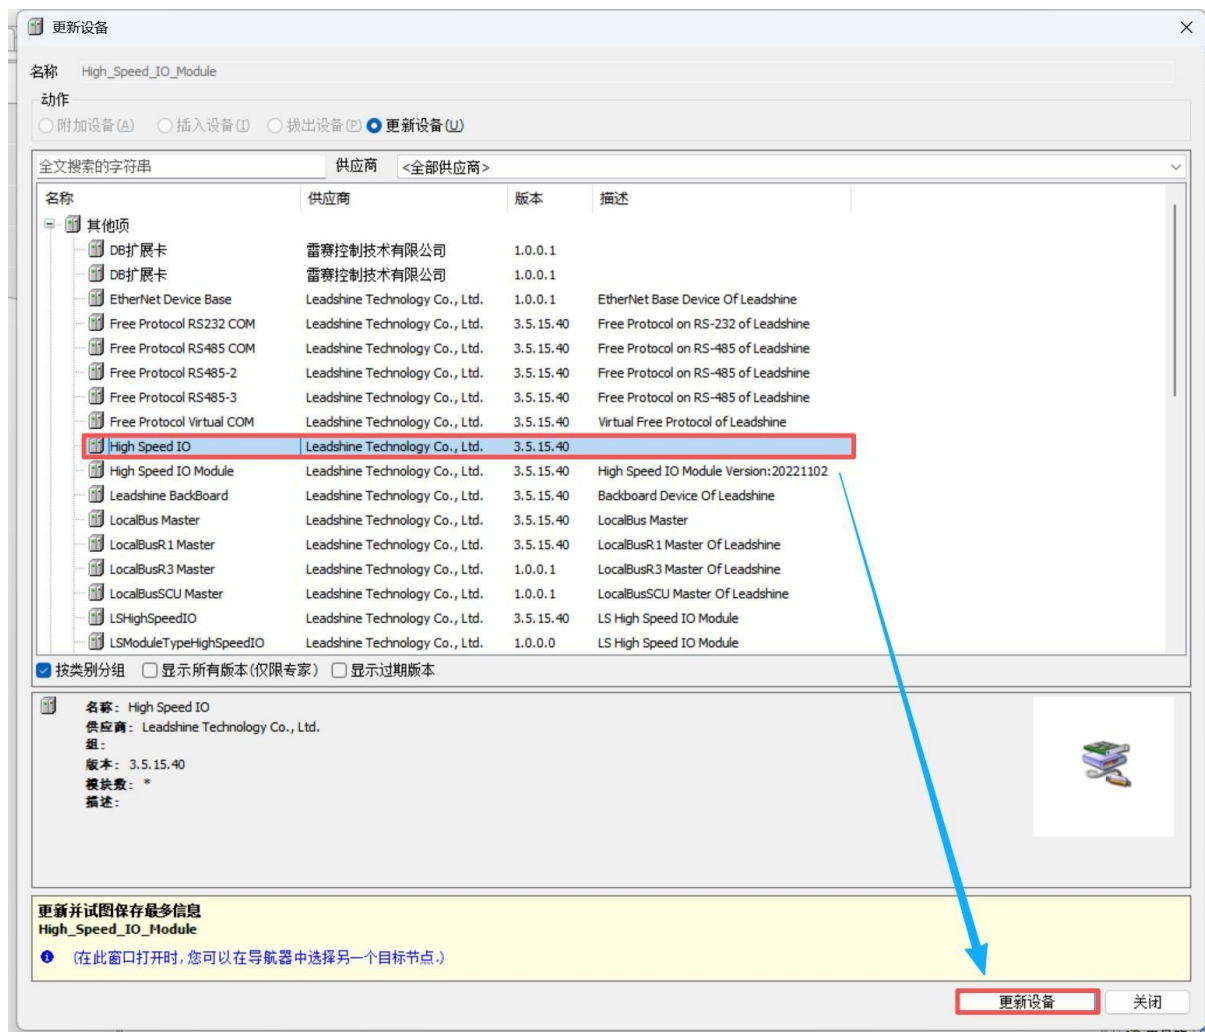 更新设备
名称 High_Speed_IO_Module
动作
附加设备(A) 插入设备(I) 拔出设备(P) 更新设备(U)
全文搜索的字符串 供应商 <全部供应商>
名称 供应商 版本 描述
其他项
DB扩展卡 雷赛控制技术有限公司 1.0.0.1
DB扩展卡 雷赛控制技术有限公司 1.0.0.1
EtherNet Device Base Leadshine Technology Co., Ltd. 1.0.0.1 EtherNet Base Device Of Leadshine
Free Protocol RS232 COM Leadshine Technology Co., Ltd. 3.5.15.40 Free Protocol on RS-232 of Leadshine
Free Protocol RS485 COM Leadshine Technology Co., Ltd. 3.5.15.40 Free Protocol on RS-485 of Leadshine
Free Protocol RS485-2 Leadshine Technology Co., Ltd. 3.5.15.40 Free Protocol on RS-485 of Leadshine
Free Protocol RS485-3 Leadshine Technology Co., Ltd. 3.5.15.40 Free Protocol on RS-485 of Leadshine
Free Protocol Virtual COM Leadshine Technology Co., Ltd. 3.5.15.40 Virtual Free Protocol of Leadshine
High Speed IO Leadshine Technology Co., Ltd. 3.5.15.40
High Speed IO Module Leadshine Technology Co., Ltd. 3.5.15.40 High Speed IO Module Version:20221102
Leadshine BackBoard Leadshine Technology Co., Ltd. 3.5.15.40 Backboard Device Of Leadshine
LocalBus Master Leadshine Technology Co., Ltd. 3.5.15.40 LocalBus Master
LocalBusR1 Master Leadshine Technology Co., Ltd. 3.5.15.40 LocalBusR1 Master Of Leadshine
LocalBusR3 Master Leadshine Technology Co., Ltd. 1.0.0.1 LocalBusR3 Master Of Leadshine
LocalBusSCU Master Leadshine Technology Co., Ltd. 1.0.0.1 LocalBusSCU Master Of Leadshine
LSHighSpeedIO Leadshine Technology Co., Ltd. 3.5.15.40 LS High Speed IO Module
LSModuleTypeHighSpeedIO Leadshine Technology Co., Ltd. 1.0.0.0 LS High Speed IO Module
按类别分组 显示所有版本(仅限专家) 显示过期版本
名称: High Speed IO
供应商: Leadshine Technology Co., Ltd.
组:
版本: 3.5.15.40
模块数: *
描述:
更新并试图保存最多信息
High_Speed_IO_Module
(在此窗口打开时,您可以在导航器中选择另一个目标节点.)
更新设备 关闭